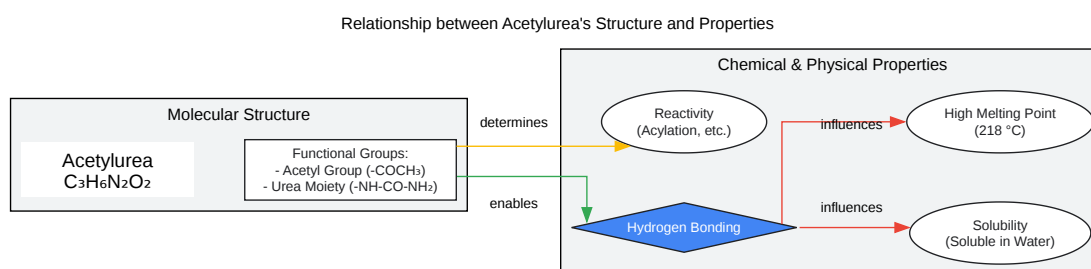 Relationship between Acetylurea's Structure and Properties
Molecular Structure
Acetylurea
C₃H₆N₂O₂
Functional Groups:
- Acetyl Group (-COCH₃)
- Urea Moiety (-NH-CO-NH₂)
determines
enables
Chemical & Physical Properties
Reactivity
(Acylation, etc.)
Hydrogen Bonding
influences
influences
High Melting Point
(218 °C)
Solubility
(Soluble in Water)